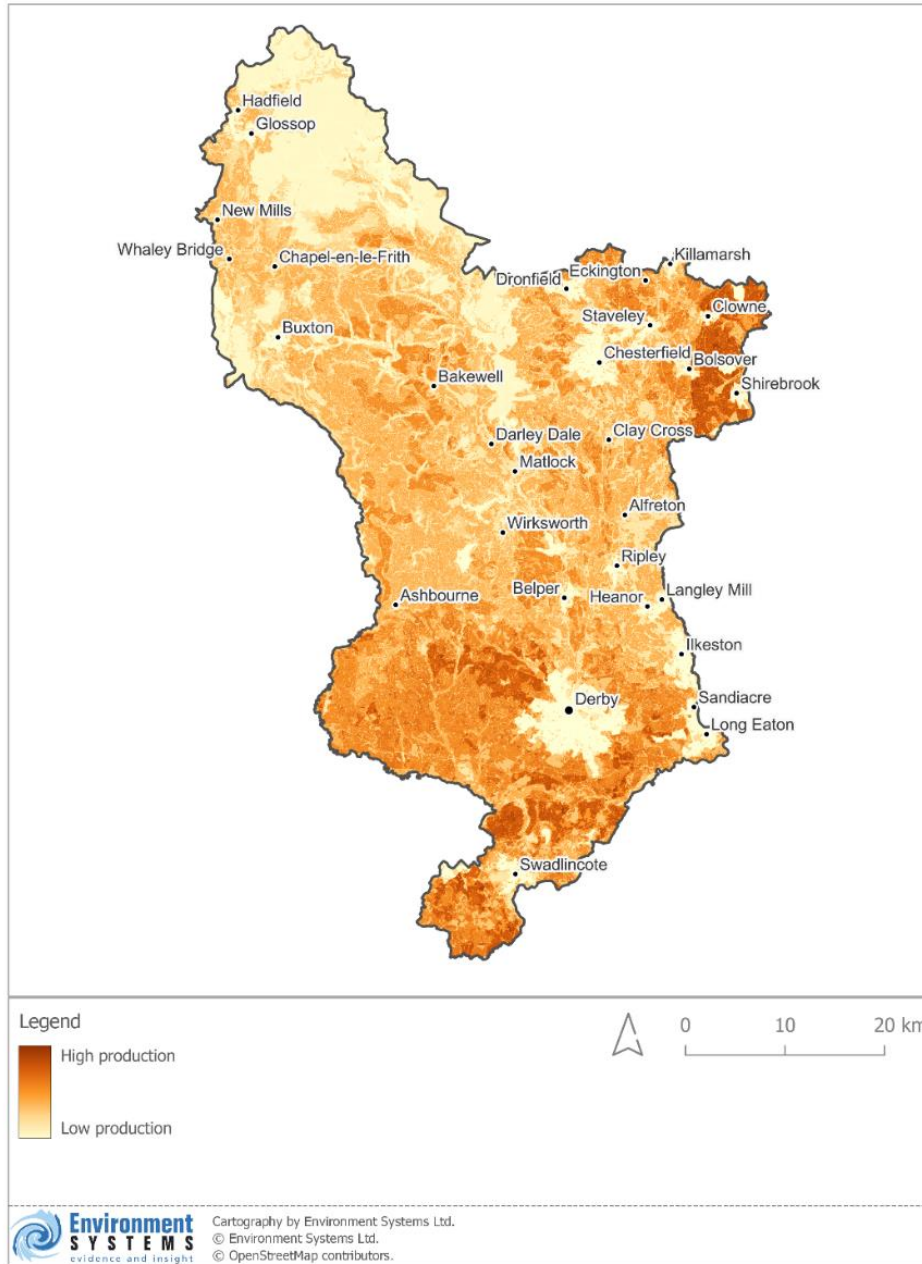 Hadfield
Glossop
New Mills
Whaley Bridge
Chapel-en-le-Frith
Killamarsh
Eckington
Dronfield
Clowne
Staveley
Buxton
Chesterfield
Bolsover
Bakewell
Shirebrook
Darley Dale
Clay Cross
Matlock
Alfreton
Wirksworth
Ripley
Belper
Langley Mill
Ashbourne
Heanor
Ilkeston
Derby
Sandiacre
Long Eaton
Swadlincote
Legend
High production
Low production
0 10 20 km
Environment
SYSTEMS
evidence and insight
Cartography by Environment Systems Ltd.
© Environment Systems Ltd.
© OpenStreetMap contributors.